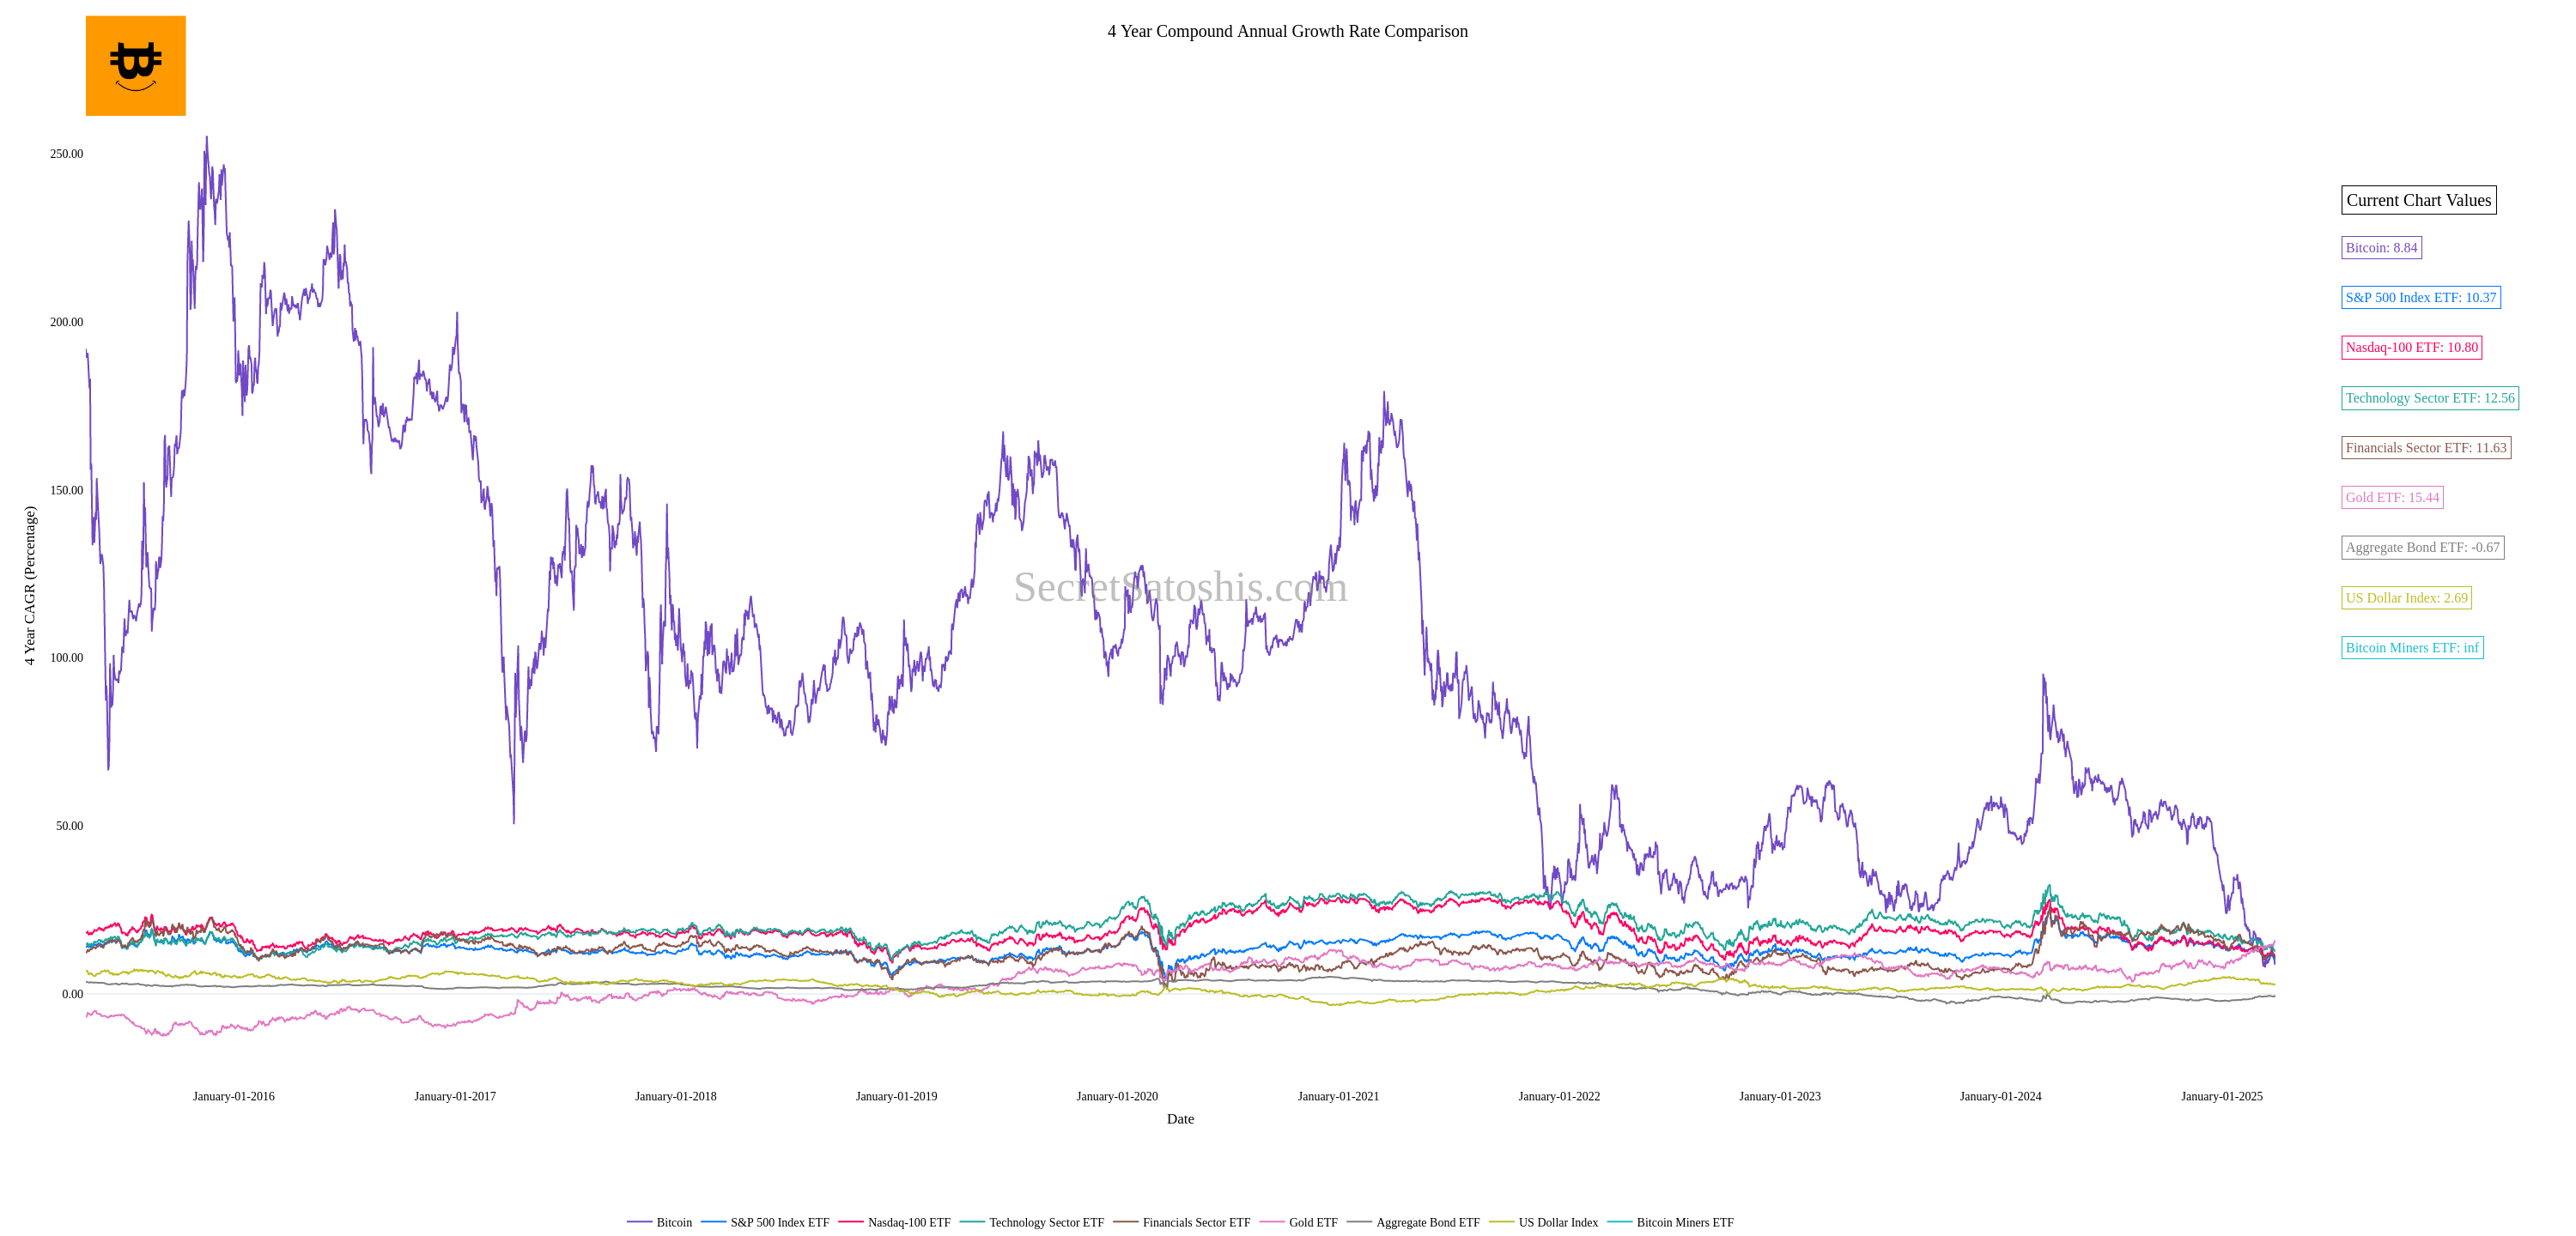 4 Year Compound Annual Growth Rate Comparison
250.00
200.00
150.00
100.00
50.00
0.00
4 Year CAGR (Percentage)
SecretSatoshis.com
Current Chart Values
Bitcoin: 8.84
S&P 500 Index ETF: 10.37
Nasdaq-100 ETF: 10.80
Technology Sector ETF: 12.56
Financials Sector ETF: 11.63
Gold ETF: 15.44
Aggregate Bond ETF: -0.67
US Dollar Index: 2.69
Bitcoin Miners ETF: inf
January-01-2016 January-01-2017 January-01-2018 January-01-2019 January-01-2020 January-01-2021 January-01-2022 January-01-2023 January-01-2024 January-01-2025
Date
Bitcoin S&P 500 Index ETF Nasdaq-100 ETF Technology Sector ETF Financials Sector ETF Gold ETF Aggregate Bond ETF US Dollar Index Bitcoin Miners ETF